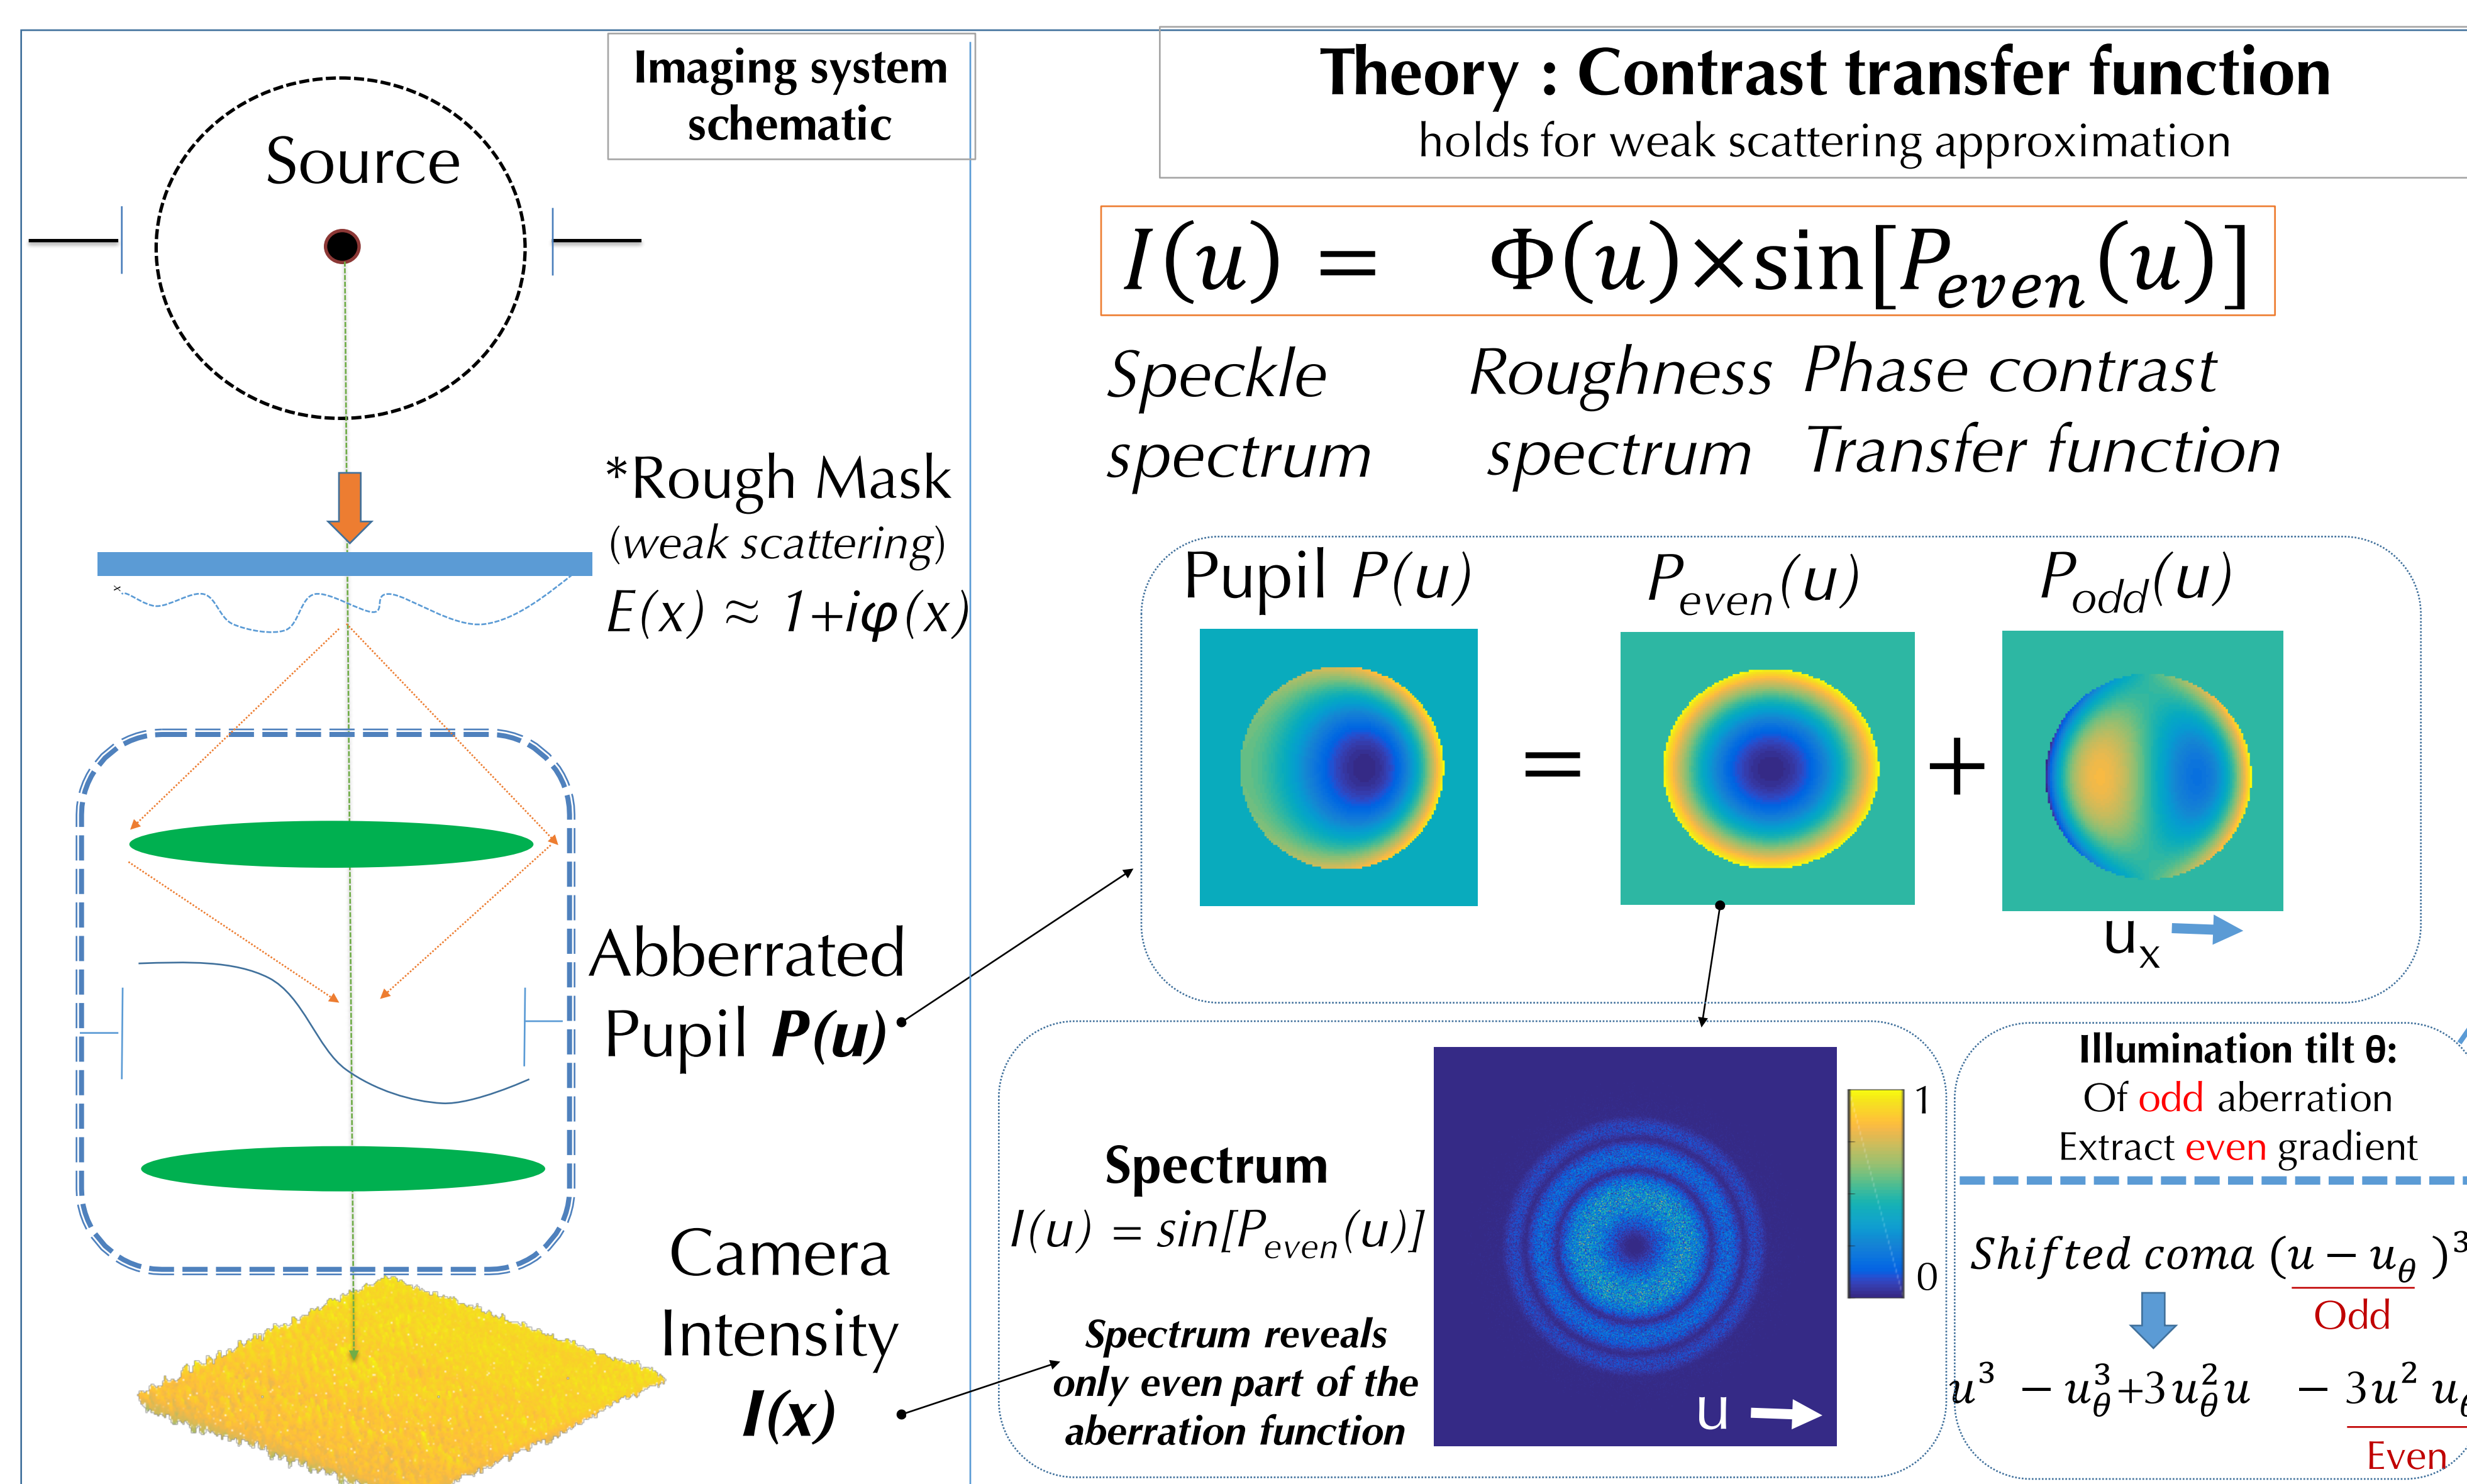 Imaging system
schematic
Source
*Rough Mask
(weak scattering)
E(x) ≈ 1+iφ(x)
Abberrated
Pupil P(u)
Camera
Intensity
I(x)
Theory : Contrast transfer function
holds for weak scattering approximation
I(u) = Φ(u)×sin[P_even(u)]
Speckle spectrum
Roughness spectrum
Phase contrast Transfer function
Pupil P(u)
P_even(u)
P_odd(u)
=
+
u_x
Spectrum
I(u) = sin[P_even(u)]
Spectrum reveals
only even part of the
aberration function
1
0
u
Illumination tilt θ:
Of odd aberration
Extract even gradient
Shifted coma (u − u_θ )³
Odd
u³ − u_θ³+3u_θ²u − 3u² u_θ
Even